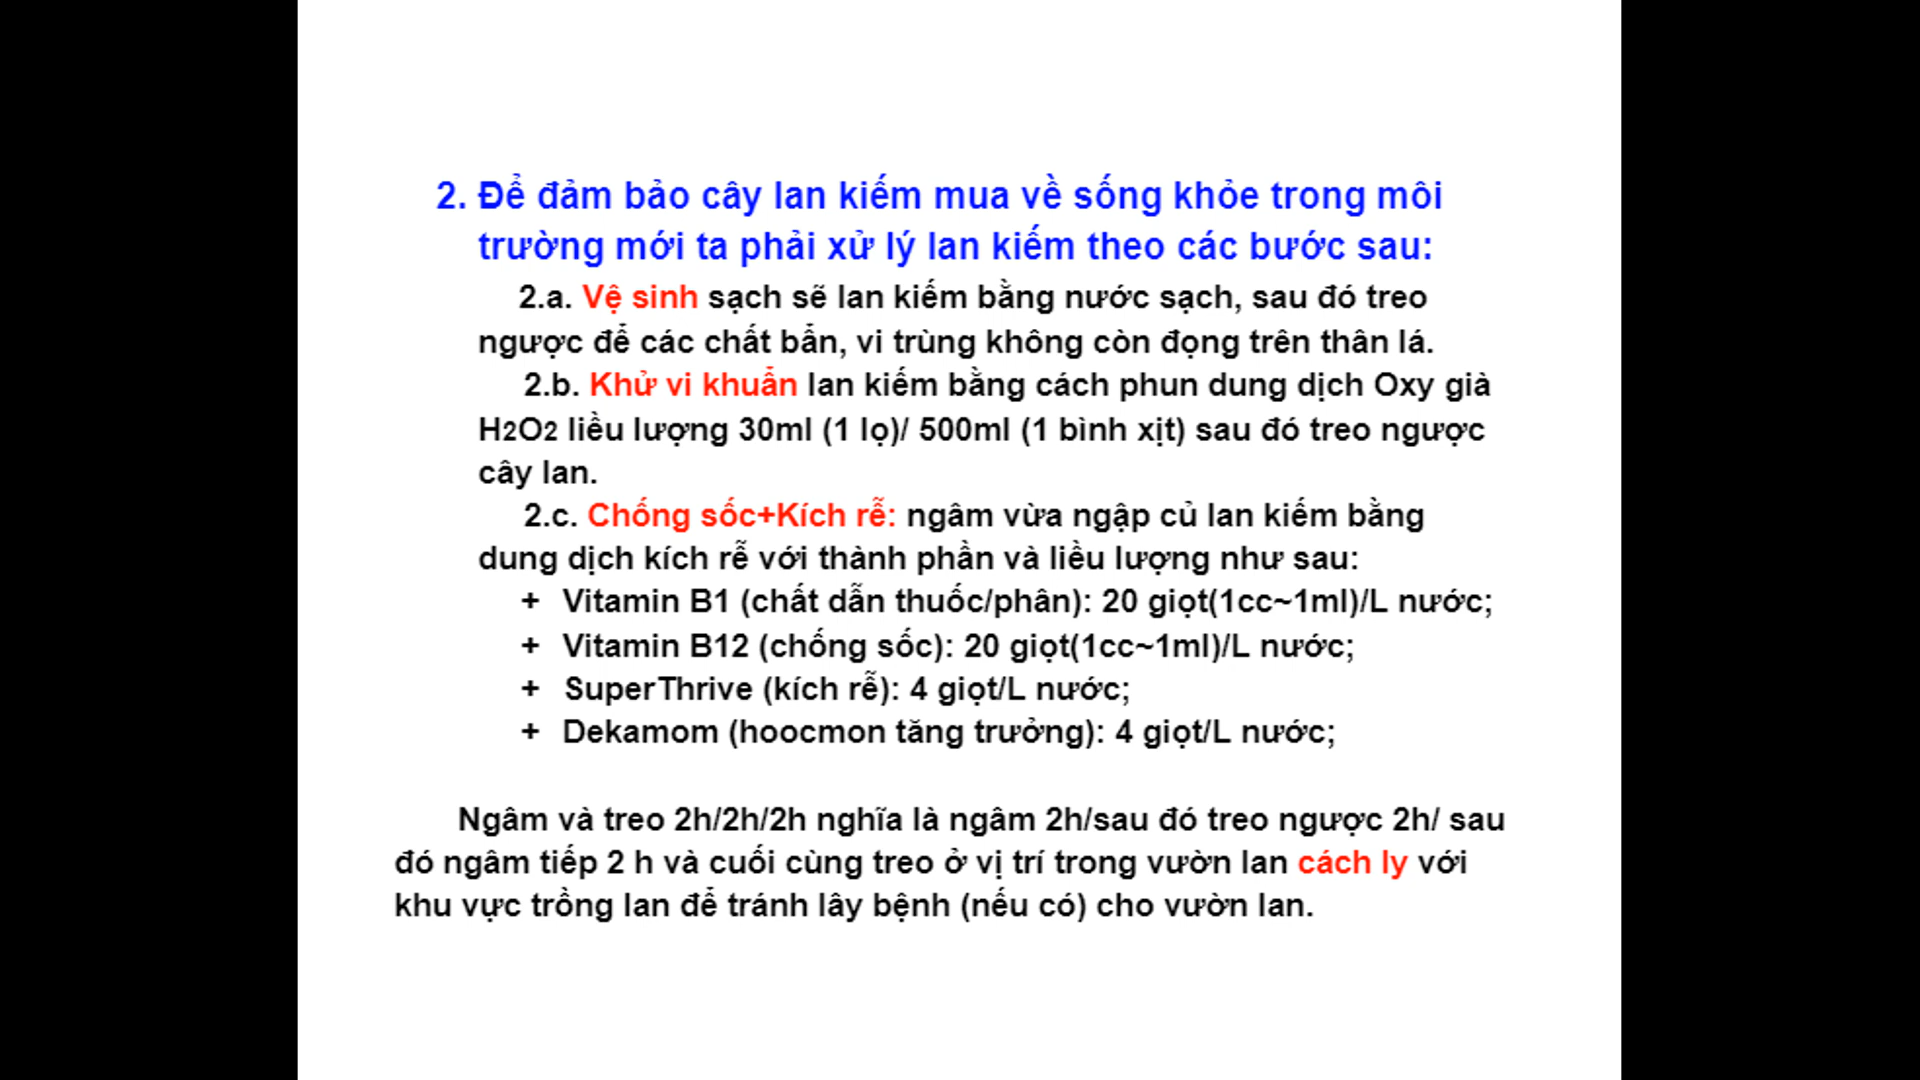 2. Để đảm bảo cây lan kiếm mua về sống khỏe trong môi
trường mới ta phải xử lý lan kiếm theo các bước sau:
2.a. Vệ sinh sạch sẽ lan kiếm bằng nước sạch, sau đó treo
ngược để các chất bẩn, vi trùng không còn đọng trên thân lá.
2.b. Khử vi khuẩn lan kiếm bằng cách phun dung dịch Oxy già
H2O2 liều lượng 30ml (1 lọ)/ 500ml (1 bình xịt) sau đó treo ngược
cây lan.
2.c. Chống sốc+Kích rễ: ngâm vừa ngập củ lan kiếm bằng
dung dịch kích rễ với thành phần và liều lượng như sau:
+ Vitamin B1 (chất dẫn thuốc/phân): 20 giọt(1cc~1ml)/L nước;
+ Vitamin B12 (chống sốc): 20 giọt(1cc~1ml)/L nước;
+ SuperThrive (kích rễ): 4 giọt/L nước;
+ Dekamom (hoocmon tăng trưởng): 4 giọt/L nước;
Ngâm và treo 2h/2h/2h nghĩa là ngâm 2h/sau đó treo ngược 2h/ sau
đó ngâm tiếp 2 h và cuối cùng treo ở vị trí trong vườn lan cách ly với
khu vực trồng lan để tránh lây bệnh (nếu có) cho vườn lan.